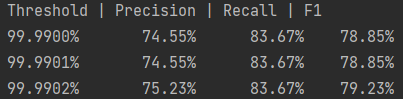 Threshold | Precision | Recall | F1
99.9900% 74.55% 83.67% 78.85%
99.9901% 74.55% 83.67% 78.85%
99.9902% 75.23% 83.67% 79.23%